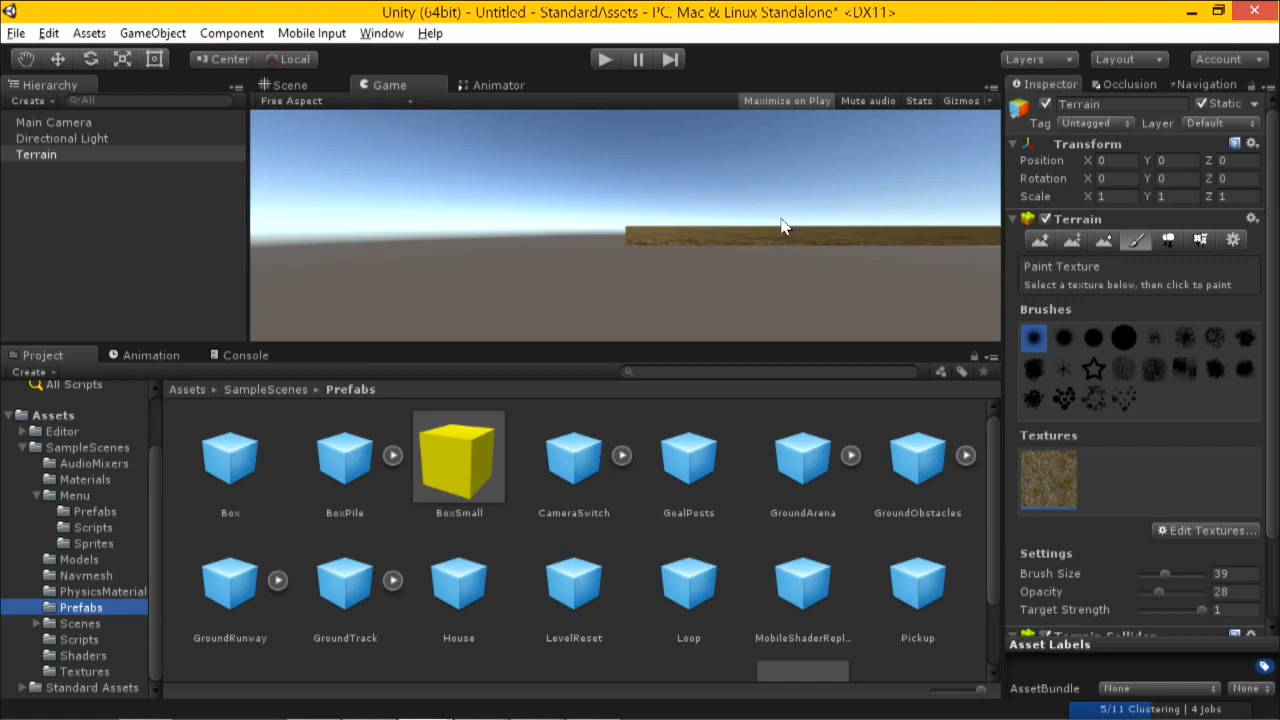 Unity (64bit) - Untitled - StandardAssets - PC, Mac & Linux Standalone* <DX11>
File Edit Assets GameObject Component Mobile Input Window Help
Center Local Layers Layout Account
Hierarchy Scene Game Animator Inspector Occlusion Navigation
Create All Free Aspect Maximize on Play Mute audio Stats Gizmos
Terrain Static
Tag Untagged Layer Default
Main Camera
Directional Light
Terrain
Transform
Position X 0 Y 0 Z 0
Rotation X 0 Y 0 Z 0
Scale X 1 Y 1 Z 1
Terrain
Paint Texture
Select a texture below, then click to paint
Brushes
Textures
Edit Textures...
Settings
Brush Size 39
Opacity 28
Target Strength 1
Asset Labels
AssetBundle None None
5/11 Clustering | 4 jobs
Project Animation Console
Create
All Scripts
Assets
Editor
SampleScenes
AudioMixers
Materials
Menu
Prefabs
Scripts
Sprites
Models
Navmesh
PhysicsMaterial
Prefabs
Scenes
Scripts
Shaders
Textures
Standard Assets
Assets SampleScenes Prefabs
Box BoxPile BoxSmall CameraSwitch GoalPosts GroundArena GroundObstacles
GroundRunway GroundTrack House LevelReset Loop MobileShaderRepl... Pickup